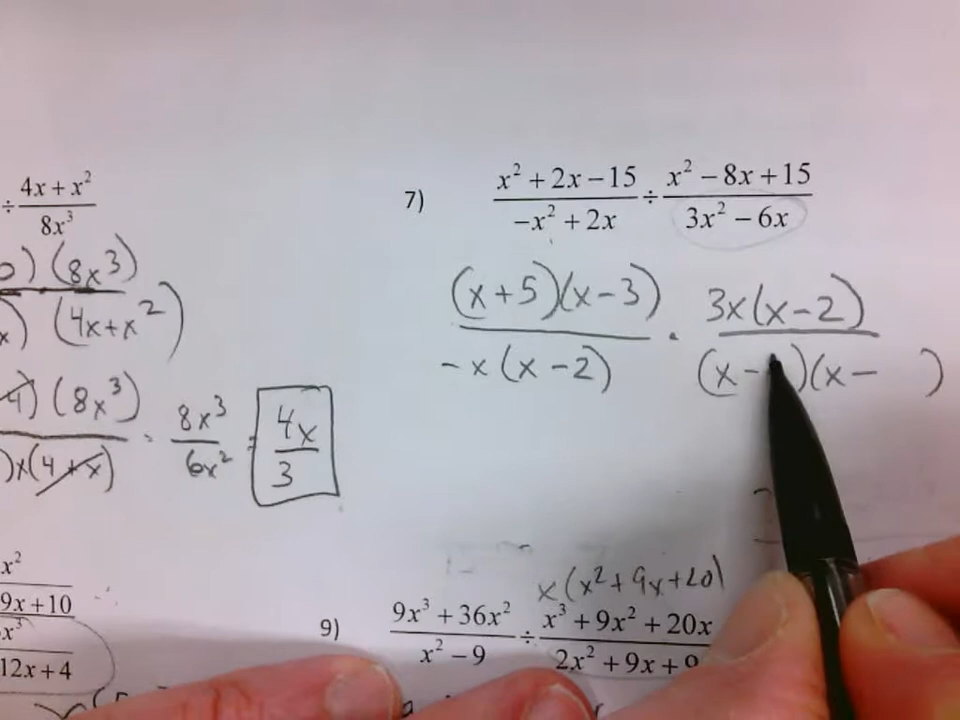 ÷ 4x + x² / 8x³
) (8x³)
(4x+x²)
(8x³) / x(4+x) = 8x³ / 6x² = 4x / 3
x²
9x + 10
12x + 4
7) x² + 2x − 15 / −x² + 2x ÷ x² − 8x + 15 / 3x² − 6x
(x+5)(x−3) / −x(x−2) · 3x(x−2) / (x− )(x− )
x(x²+9x+20)
9) 9x³ + 36x² / x² − 9 ÷ x³ + 9x² + 20x / 2x² + 9x + 9